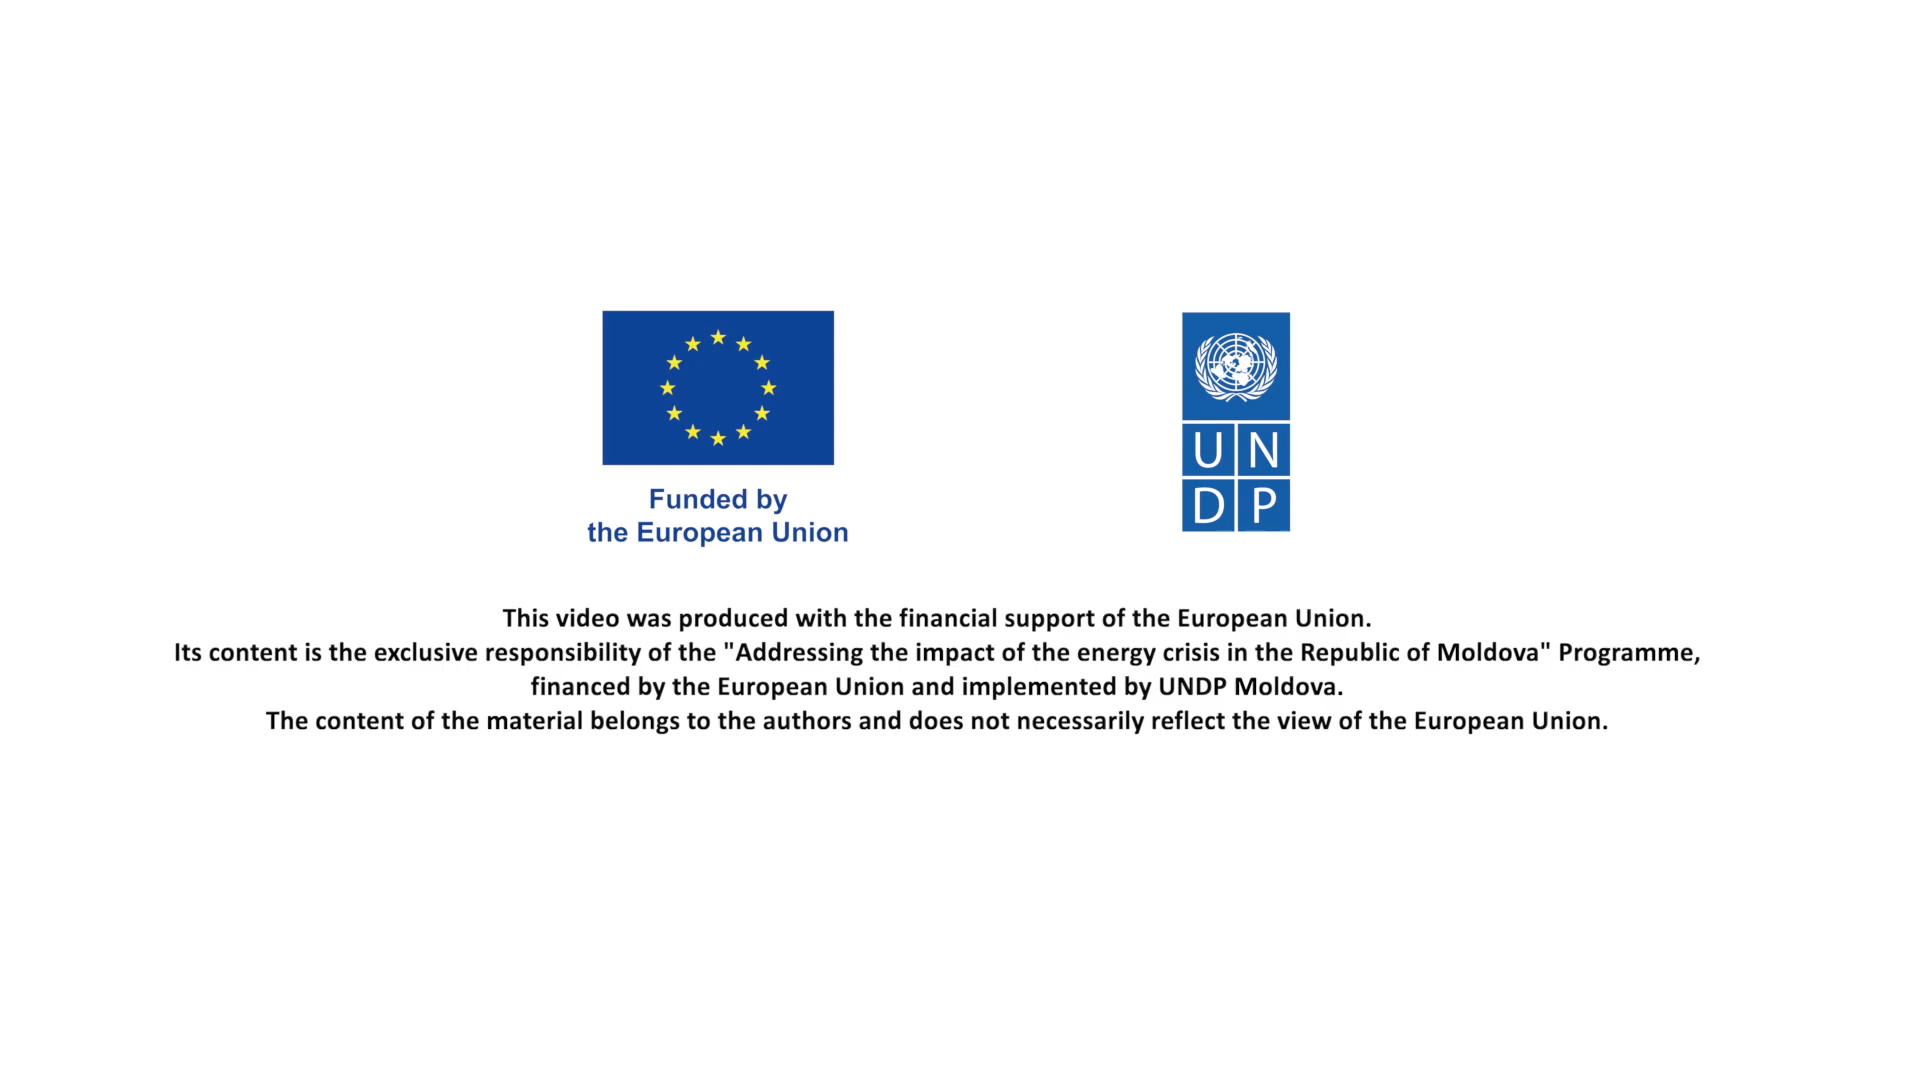 Funded by
the European Union
U N
D P
This video was produced with the financial support of the European Union.
Its content is the exclusive responsibility of the "Addressing the impact of the energy crisis in the Republic of Moldova" Programme,
financed by the European Union and implemented by UNDP Moldova.
The content of the material belongs to the authors and does not necessarily reflect the view of the European Union.